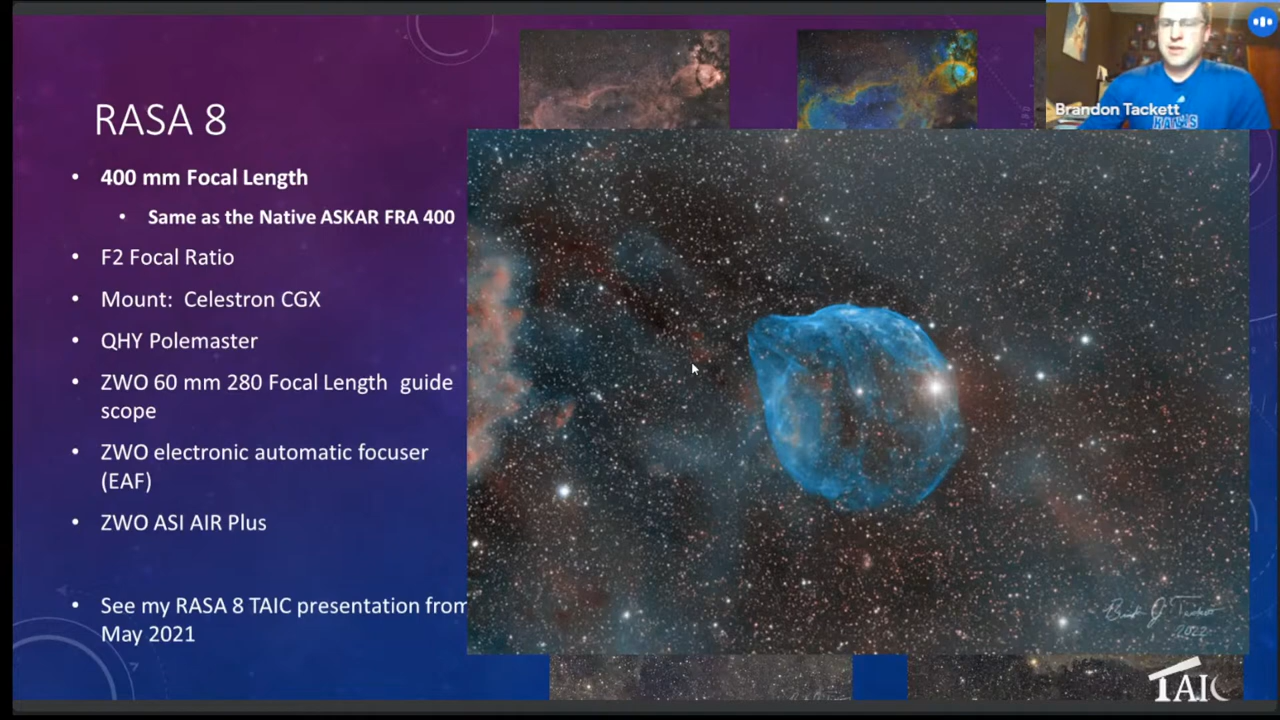 RASA 8
• 400 mm Focal Length
• Same as the Native ASKAR FRA 400
• F2 Focal Ratio
• Mount: Celestron CGX
• QHY Polemaster
• ZWO 60 mm 280 Focal Length guide
scope
• ZWO electronic automatic focuser
(EAF)
• ZWO ASI AIR Plus
• See my RASA 8 TAIC presentation from
May 2021
Brandon Tackett
KANSAS
2022
TAIC